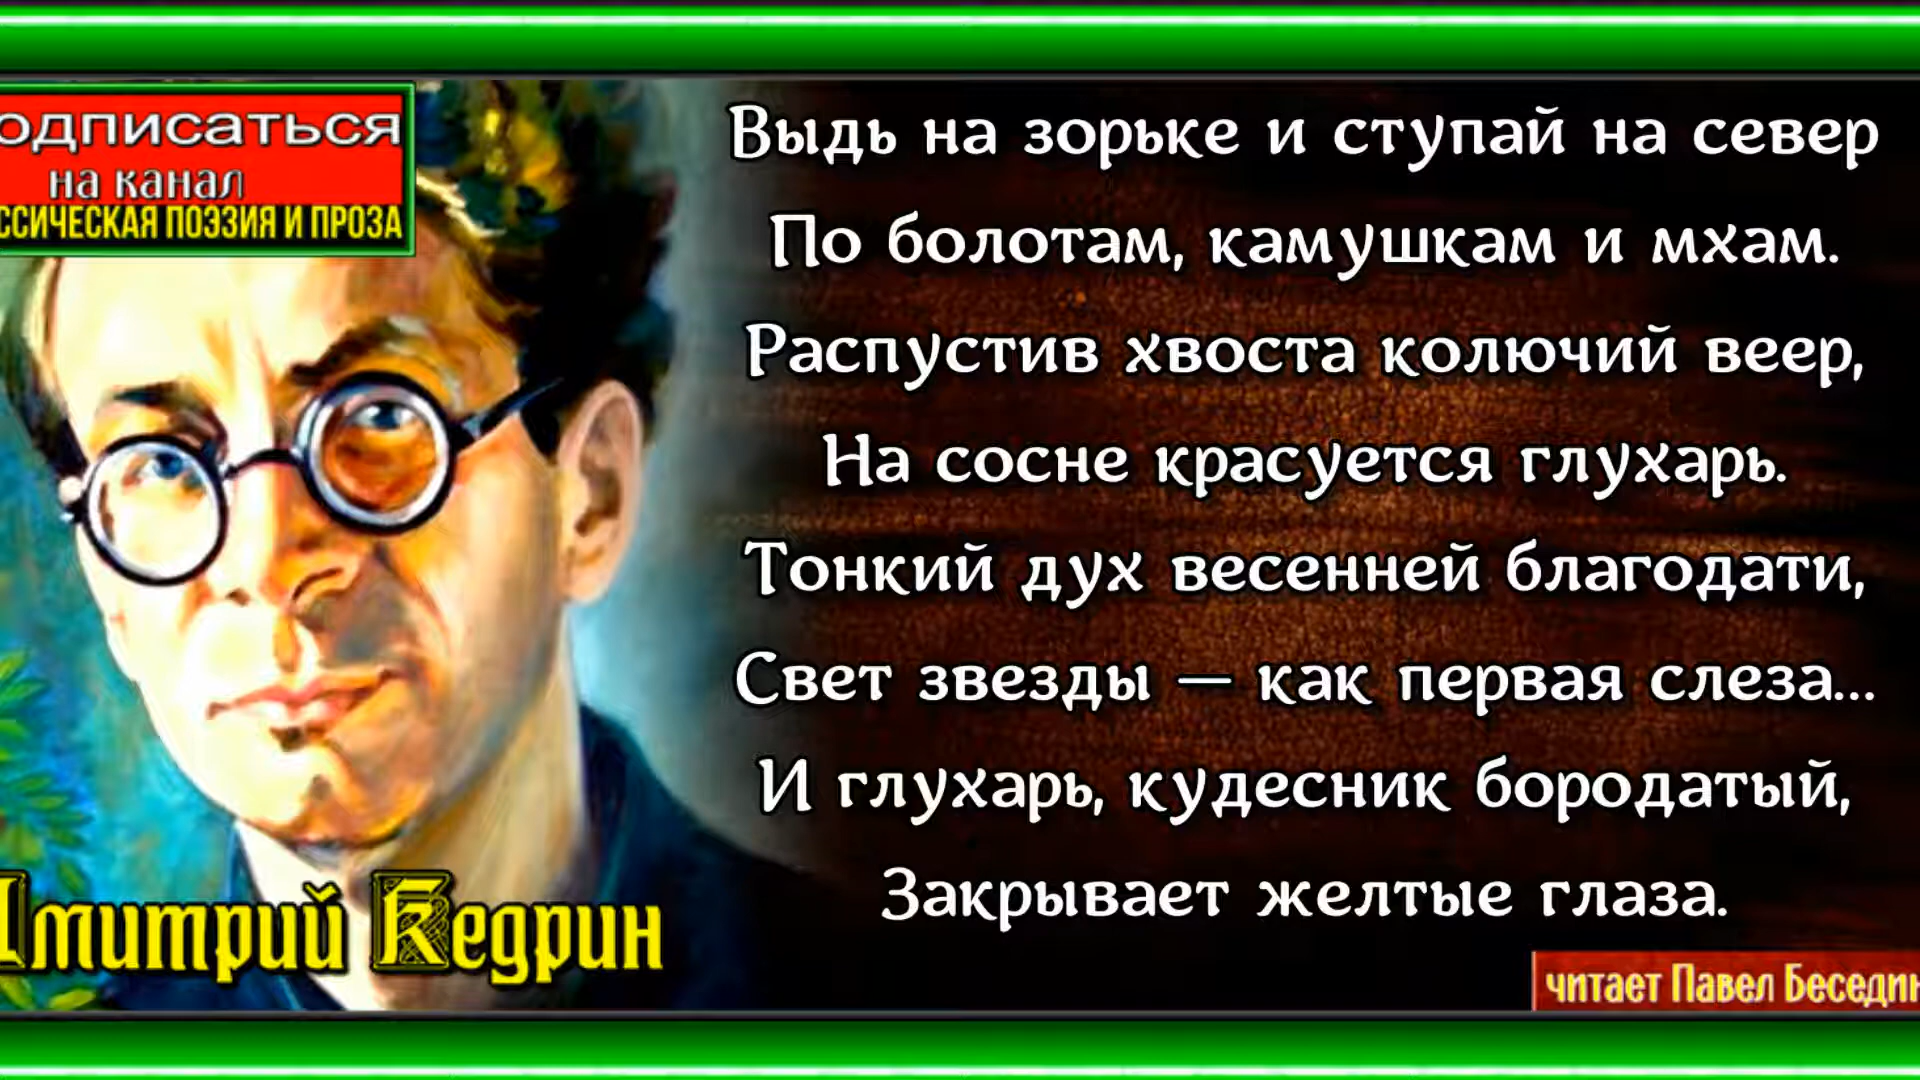 одписаться
на канал
ссическая поэзия и проза
Выдь на зорьке и ступай на север
По болотам, камушкам и мхам.
Распустив хвоста колючий веер,
На сосне красуется глухарь.
Тонкий дух весенней благодати,
Свет звезды — как первая слеза...
И глухарь, кудесник бородатый,
Закрывает желтые глаза.
Дмитрий Кедрин
читает Павел Беседин